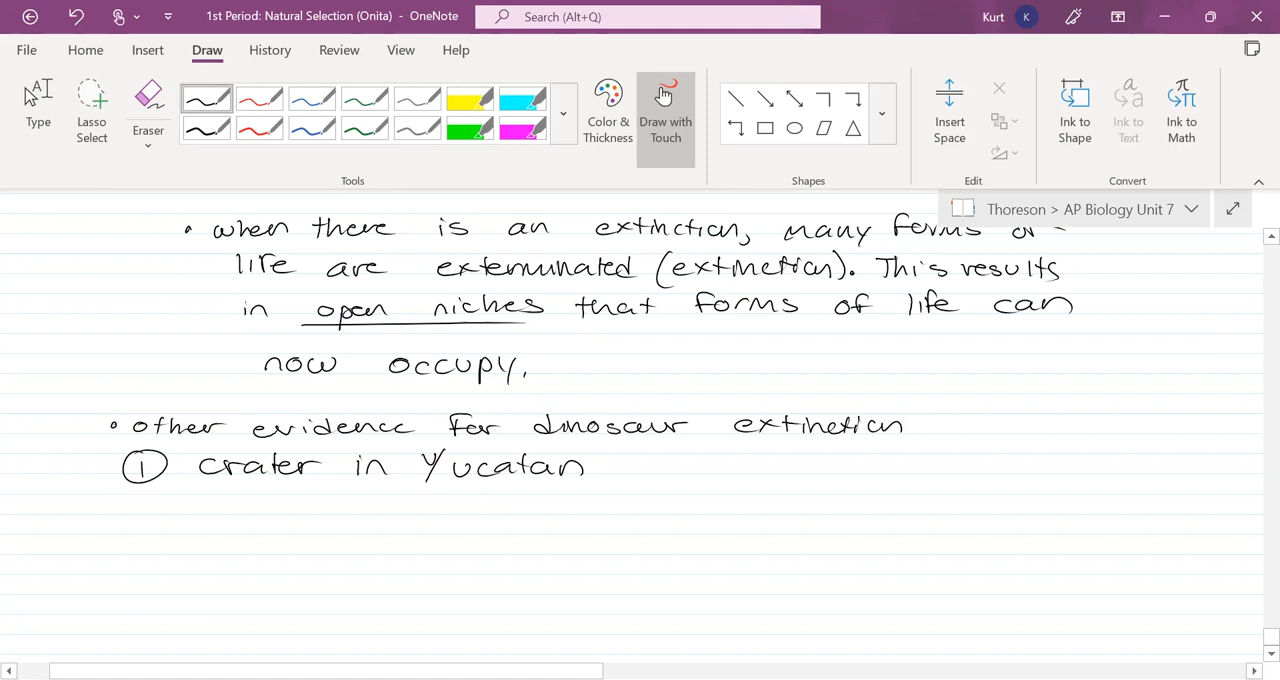 1st Period: Natural Selection (Onita) - OneNote
Search (Alt+Q)
Kurt K
File Home Insert Draw History Review View Help
Type
Lasso Select
Eraser
Color & Thickness
Draw with Touch
Insert Space
Ink to Shape
Ink to Text
Ink to Math
Tools Shapes Edit Convert
Thoreson > AP Biology Unit 7
• when there is an extinction, many forms of
life are exterminated (extinction). This results
in open niches that forms of life can
now occupy.
• other evidence for dinosaur extinction
① crater in Yucatan